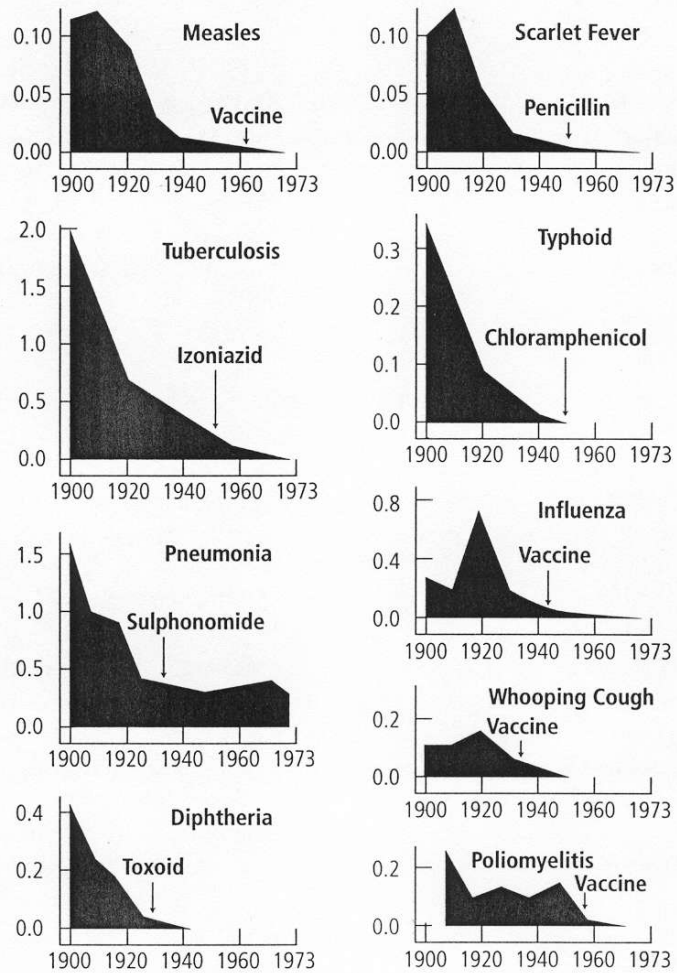 Measles
0.10
0.05
0.00
Vaccine
1900 1920 1940 1960 1973
Scarlet Fever
0.10
0.05
0.00
Penicillin
1900 1920 1940 1960 1973
Tuberculosis
2.0
1.5
1.0
0.5
0.0
Izoniazid
1900 1920 1940 1960 1973
Typhoid
0.3
0.2
0.1
0.0
Chloramphenicol
1900 1920 1940 1960 1973
Pneumonia
1.5
1.0
0.5
0.0
Sulphonomide
1900 1920 1940 1960 1973
Influenza
0.8
0.4
0.0
Vaccine
1900 1920 1940 1960 1973
Whooping Cough
Vaccine
0.2
0.0
1900 1920 1940 1960 1973
Diphtheria
0.4
0.2
0.0
Toxoid
1900 1920 1940 1960 1973
Poliomyelitis
Vaccine
0.2
0.0
1900 1920 1940 1960 1973